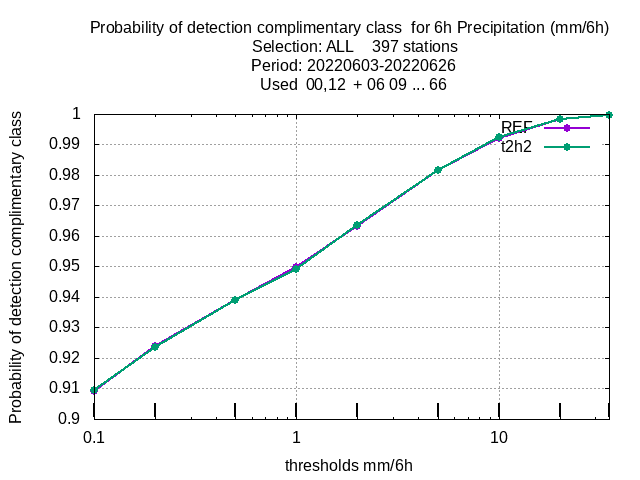 Probability of detection complimentary class  for 6h Precipitation (mm/6h)
Selection: ALL    397 stations
Period: 20220603-20220626
Used  00,12  + 06 09 ... 66
Probability of detection complimentary class
1
0.99
0.98
0.97
0.96
0.95
0.94
0.93
0.92
0.91
0.9
REF
t2h2
0.1
1
10
thresholds mm/6h